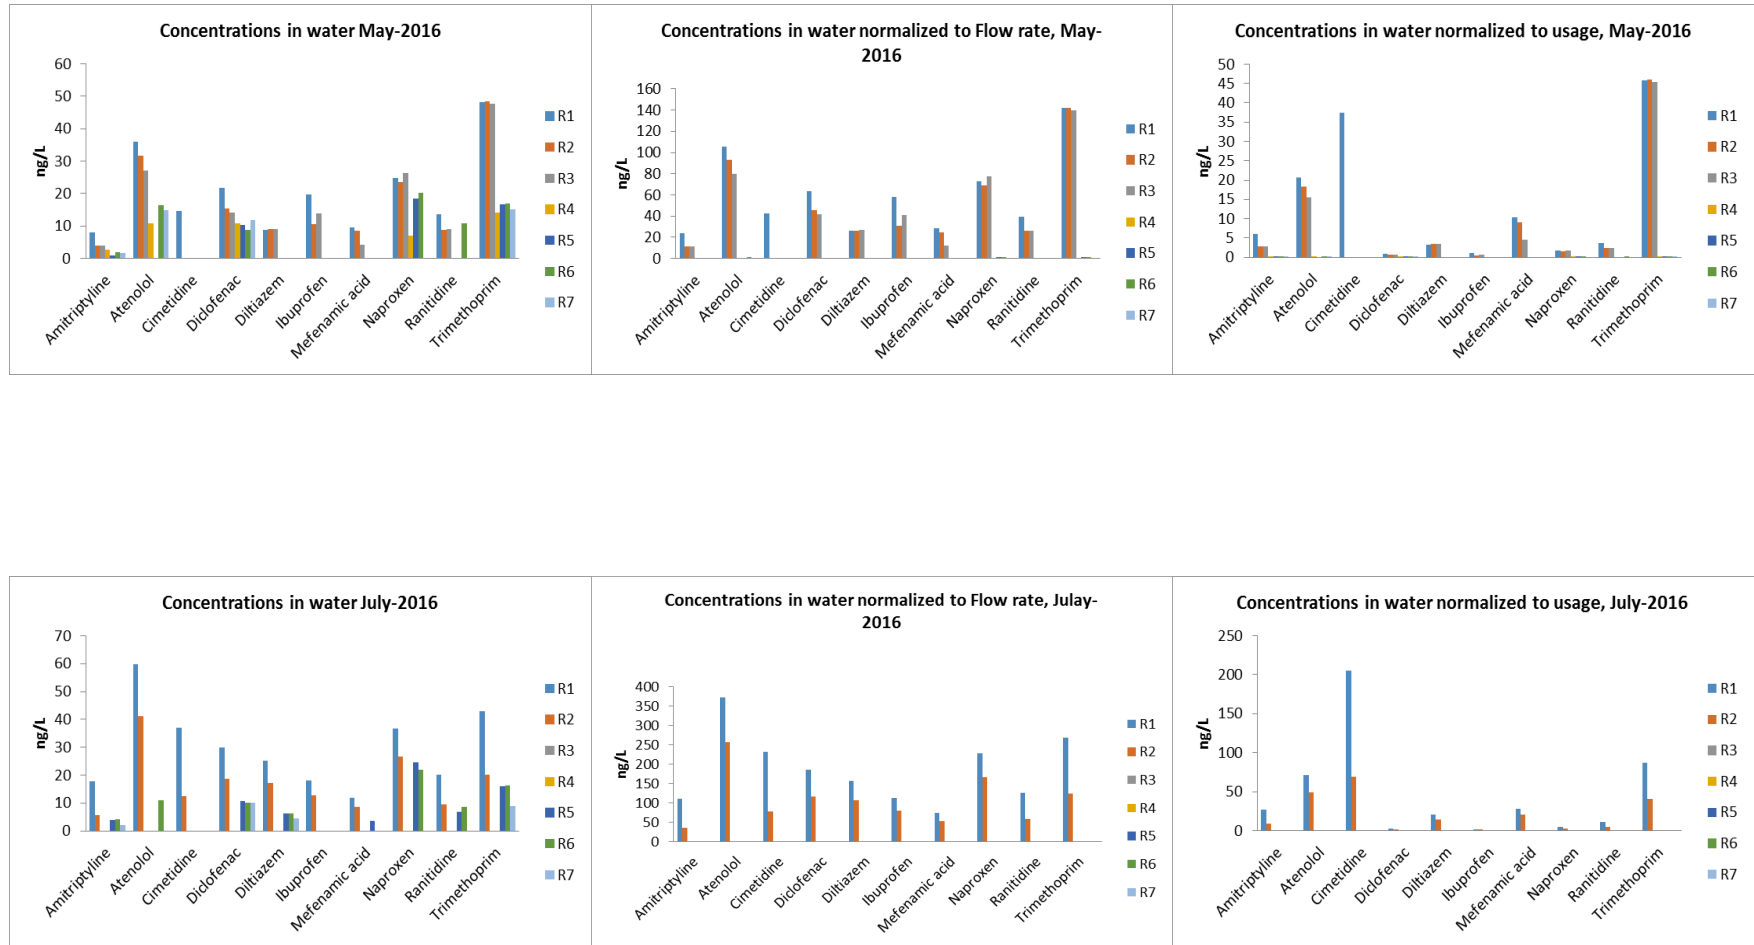 Concentrations in water May-2016
60
50
40
30
20
10
0
ng/L
Amitriptyline
Atenolol
Cimetidine
Diclofenac
Diltiazem
Ibuprofen
Mefenamic acid
Naproxen
Ranitidine
Trimethoprim
R1
R2
R3
R4
R5
R6
R7
Concentrations in water normalized to Flow rate, May-
2016
160
140
120
100
80
60
40
20
0
ng/L
Amitriptyline
Atenolol
Cimetidine
Diclofenac
Diltiazem
Ibuprofen
Mefenamic acid
Naproxen
Ranitidine
Trimethoprim
R1
R2
R3
R4
R5
R6
R7
Concentrations in water normalized to usage, May-2016
50
45
40
35
30
25
20
15
10
5
0
ng/L
Amitriptyline
Atenolol
Cimetidine
Diclofenac
Diltiazem
Ibuprofen
Mefenamic acid
Naproxen
Ranitidine
Trimethoprim
R1
R2
R3
R4
R5
R6
R7
Concentrations in water July-2016
70
60
50
40
30
20
10
0
ng/L
Amitriptyline
Atenolol
Cimetidine
Diclofenac
Diltiazem
Ibuprofen
Mefenamic acid
Naproxen
Ranitidine
Trimethoprim
R1
R2
R3
R4
R5
R6
R7
Concentrations in water normalized to Flow rate, Julay-
2016
400
350
300
250
200
150
100
50
0
ng/L
Amitriptyline
Atenolol
Cimetidine
Diclofenac
Diltiazem
Ibuprofen
Mefenamic acid
Naproxen
Ranitidine
Trimethoprim
R1
R2
R3
R4
R5
R6
R7
Concentrations in water normalized to usage, July-2016
250
200
150
100
50
0
ng/L
Amitriptyline
Atenolol
Cimetidine
Diclofenac
Diltiazem
Ibuprofen
Mefenamic acid
Naproxen
Ranitidine
Trimethoprim
R1
R2
R3
R4
R5
R6
R7